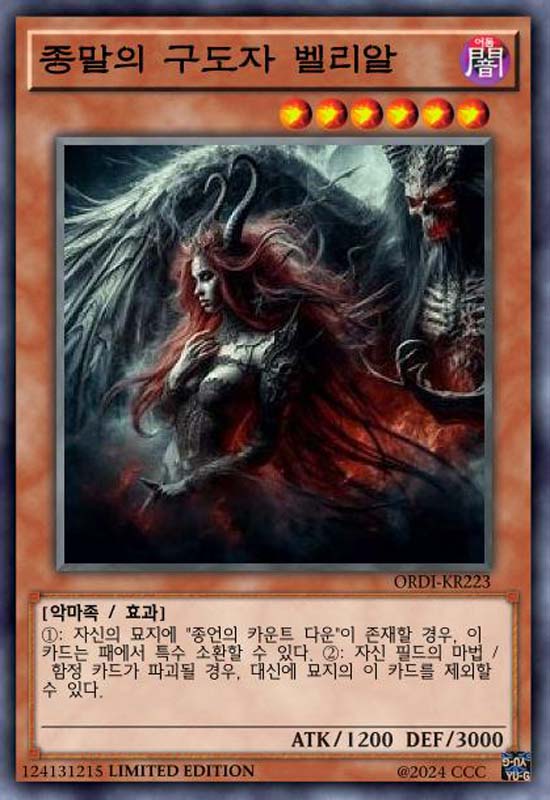 종말의 구도자 벨리알
어둠
闇
ORDI-KR223
[악마족 / 효과]
①: 자신의 묘지에 "종언의 카운트 다운"이 존재할 경우, 이
카드는 패에서 특수 소환할 수 있다. ②: 자신 필드의 마법 /
함정 카드가 파괴될 경우, 대신에 묘지의 이 카드를 제외할
수 있다.
ATK/1200 DEF/3000
124131215 LIMITED EDITION
@2024 CCC